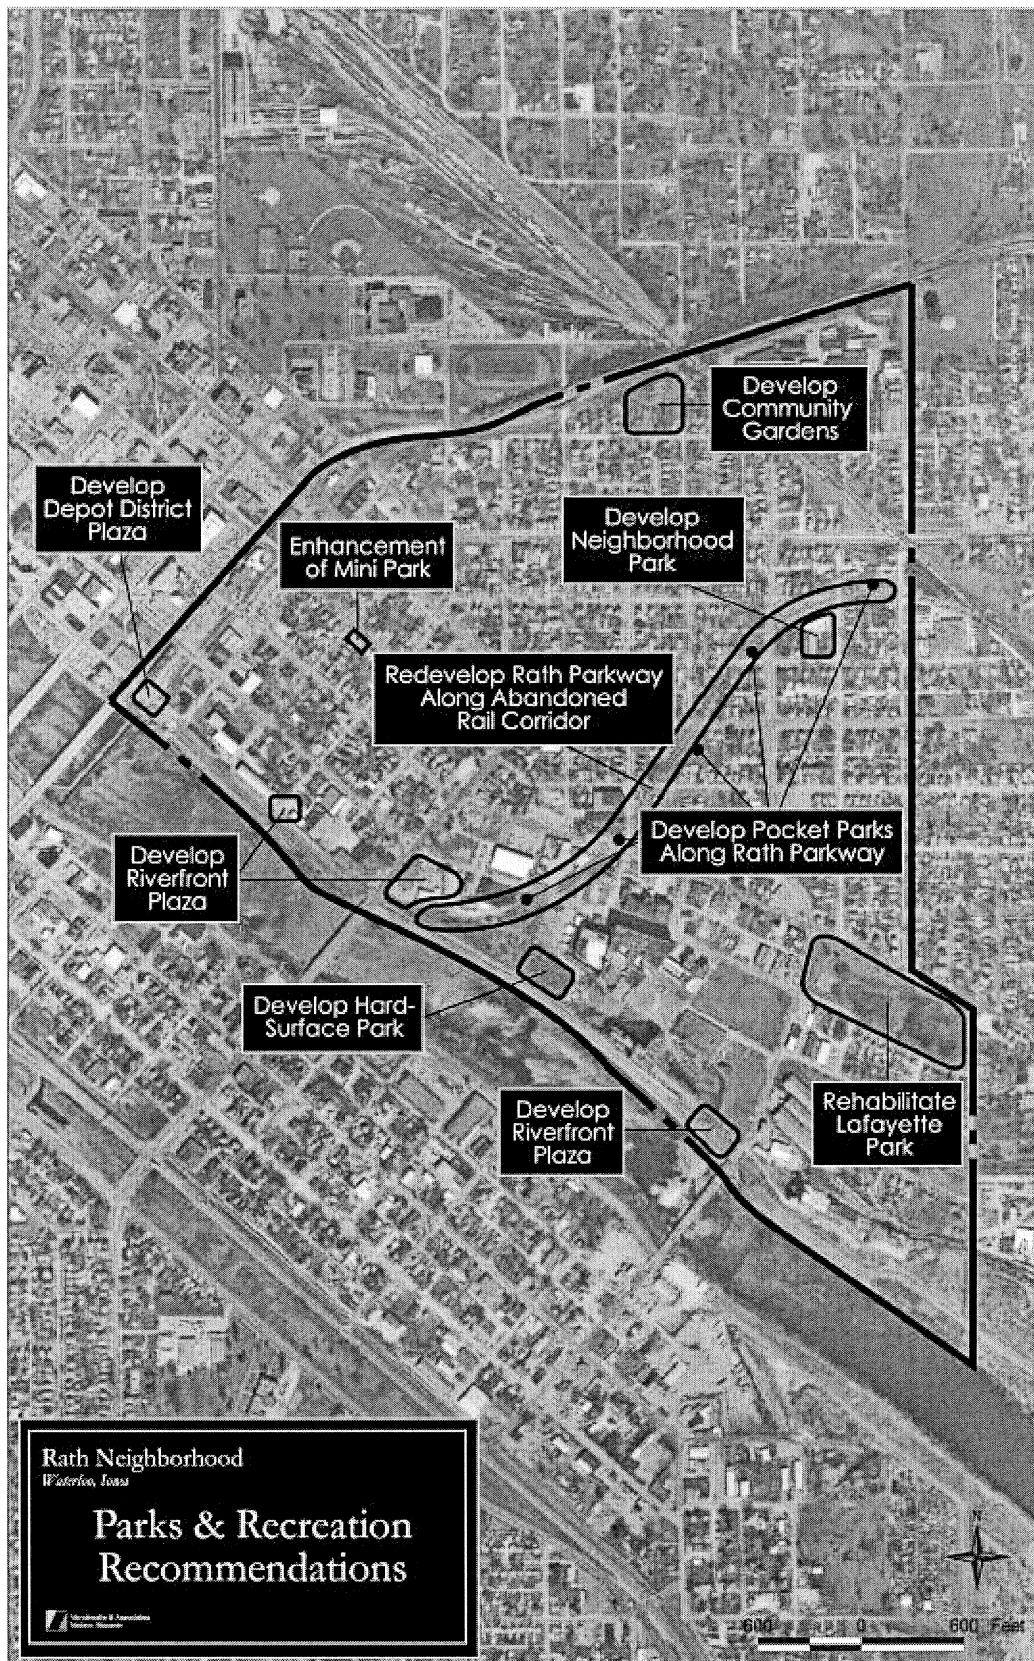 Develop
Community
Gardens
Develop
Depot District
Plaza
Enhancement
of Mini Park
Develop
Neighborhood
Park
Redevelop Rath Parkway
Along Abandoned
Rail Corridor
Develop Pocket Parks
Along Rath Parkway
Develop
Riverfront
Plaza
Develop Hard-
Surface Park
Develop
Riverfront
Plaza
Rehabilitate
Lafayette
Park
Rath Neighborhood
Waterloo, Iowa
Parks & Recreation
Recommendations
N
600 0 600 Feet